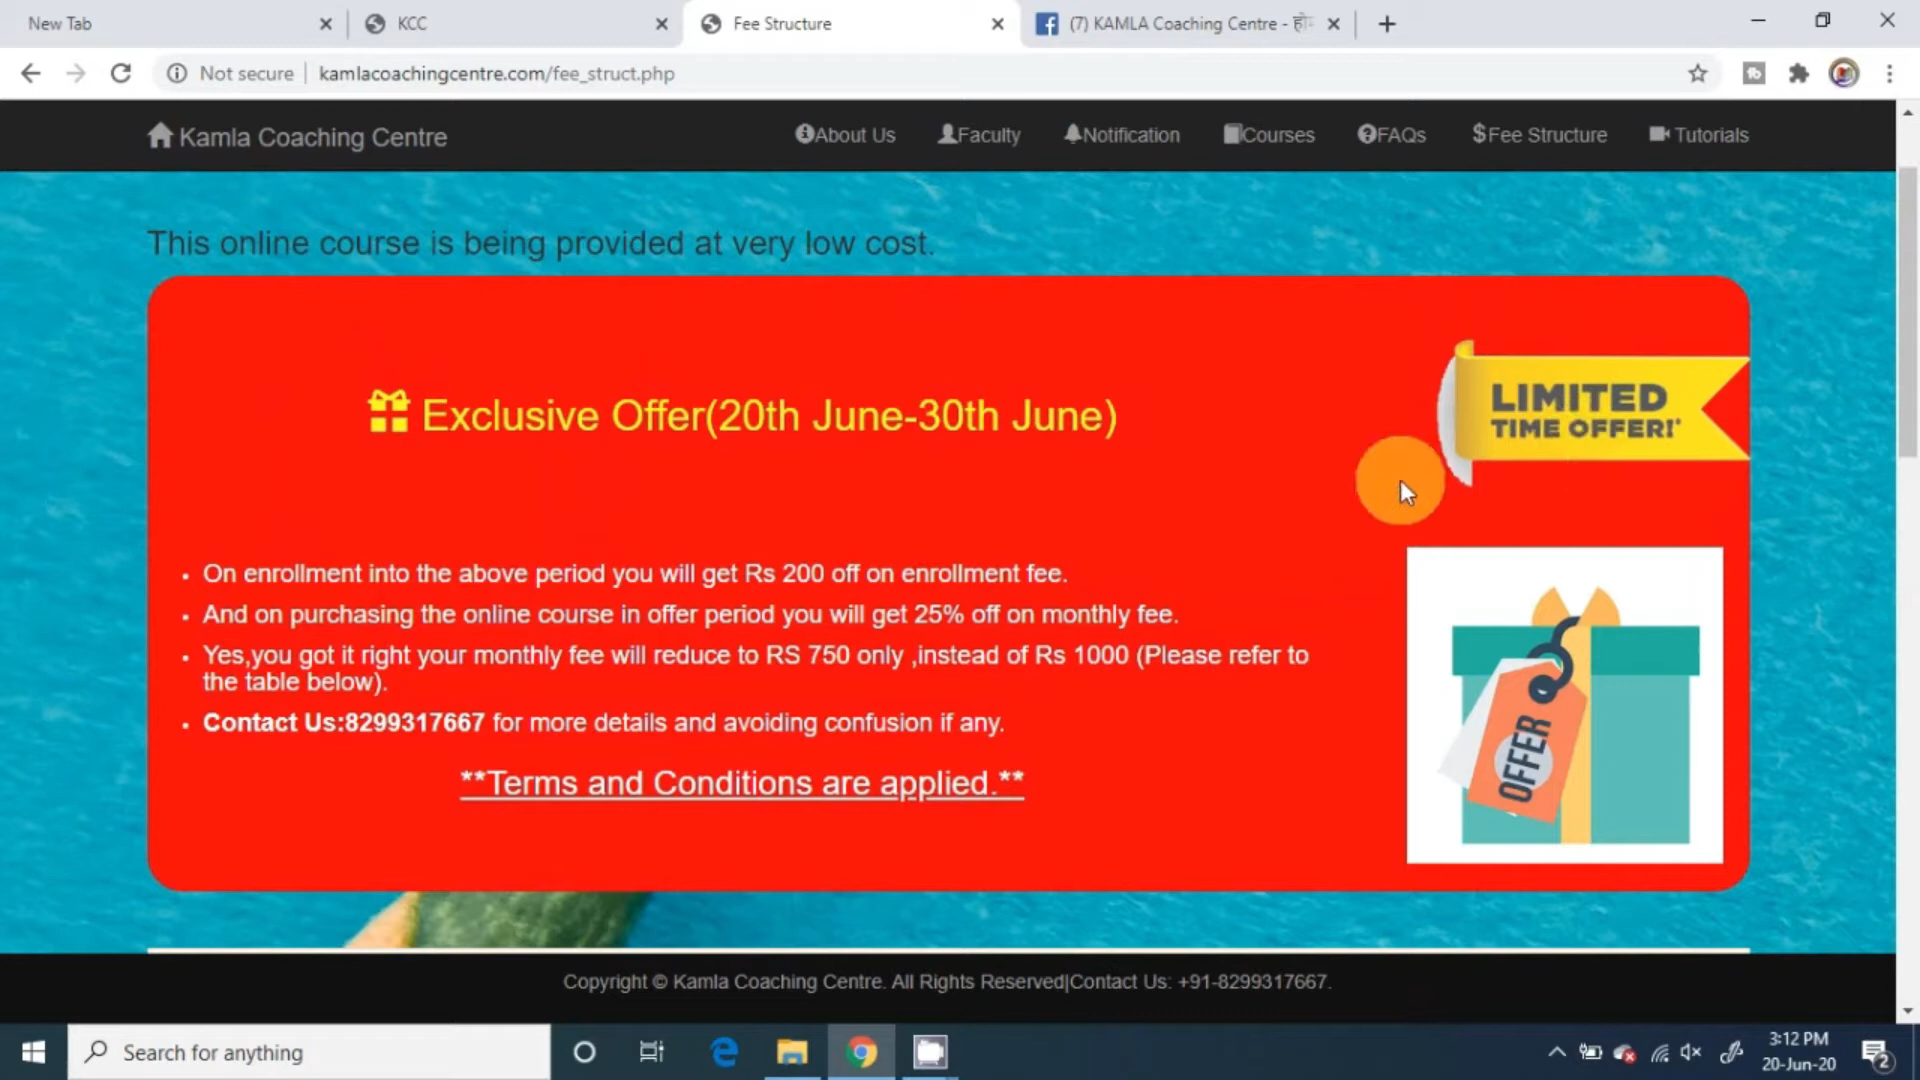 New Tab
KCC
Fee Structure
(7) KAMLA Coaching Centre - हो
Not secure
kamlacoachingcentre.com/fee_struct.php
Kamla Coaching Centre
About Us
Faculty
Notification
Courses
FAQs
$Fee Structure
Tutorials
This online course is being provided at very low cost.
Exclusive Offer(20th June-30th June)
LIMITED
TIME OFFER!*
• On enrollment into the above period you will get Rs 200 off on enrollment fee.
• And on purchasing the online course in offer period you will get 25% off on monthly fee.
• Yes,you got it right your monthly fee will reduce to RS 750 only ,instead of Rs 1000 (Please refer to
the table below).
• Contact Us:8299317667 for more details and avoiding confusion if any.
OFFER
**Terms and Conditions are applied.**
Copyright © Kamla Coaching Centre. All Rights Reserved|Contact Us: +91-8299317667.
Search for anything
3:12 PM
20-Jun-20
2